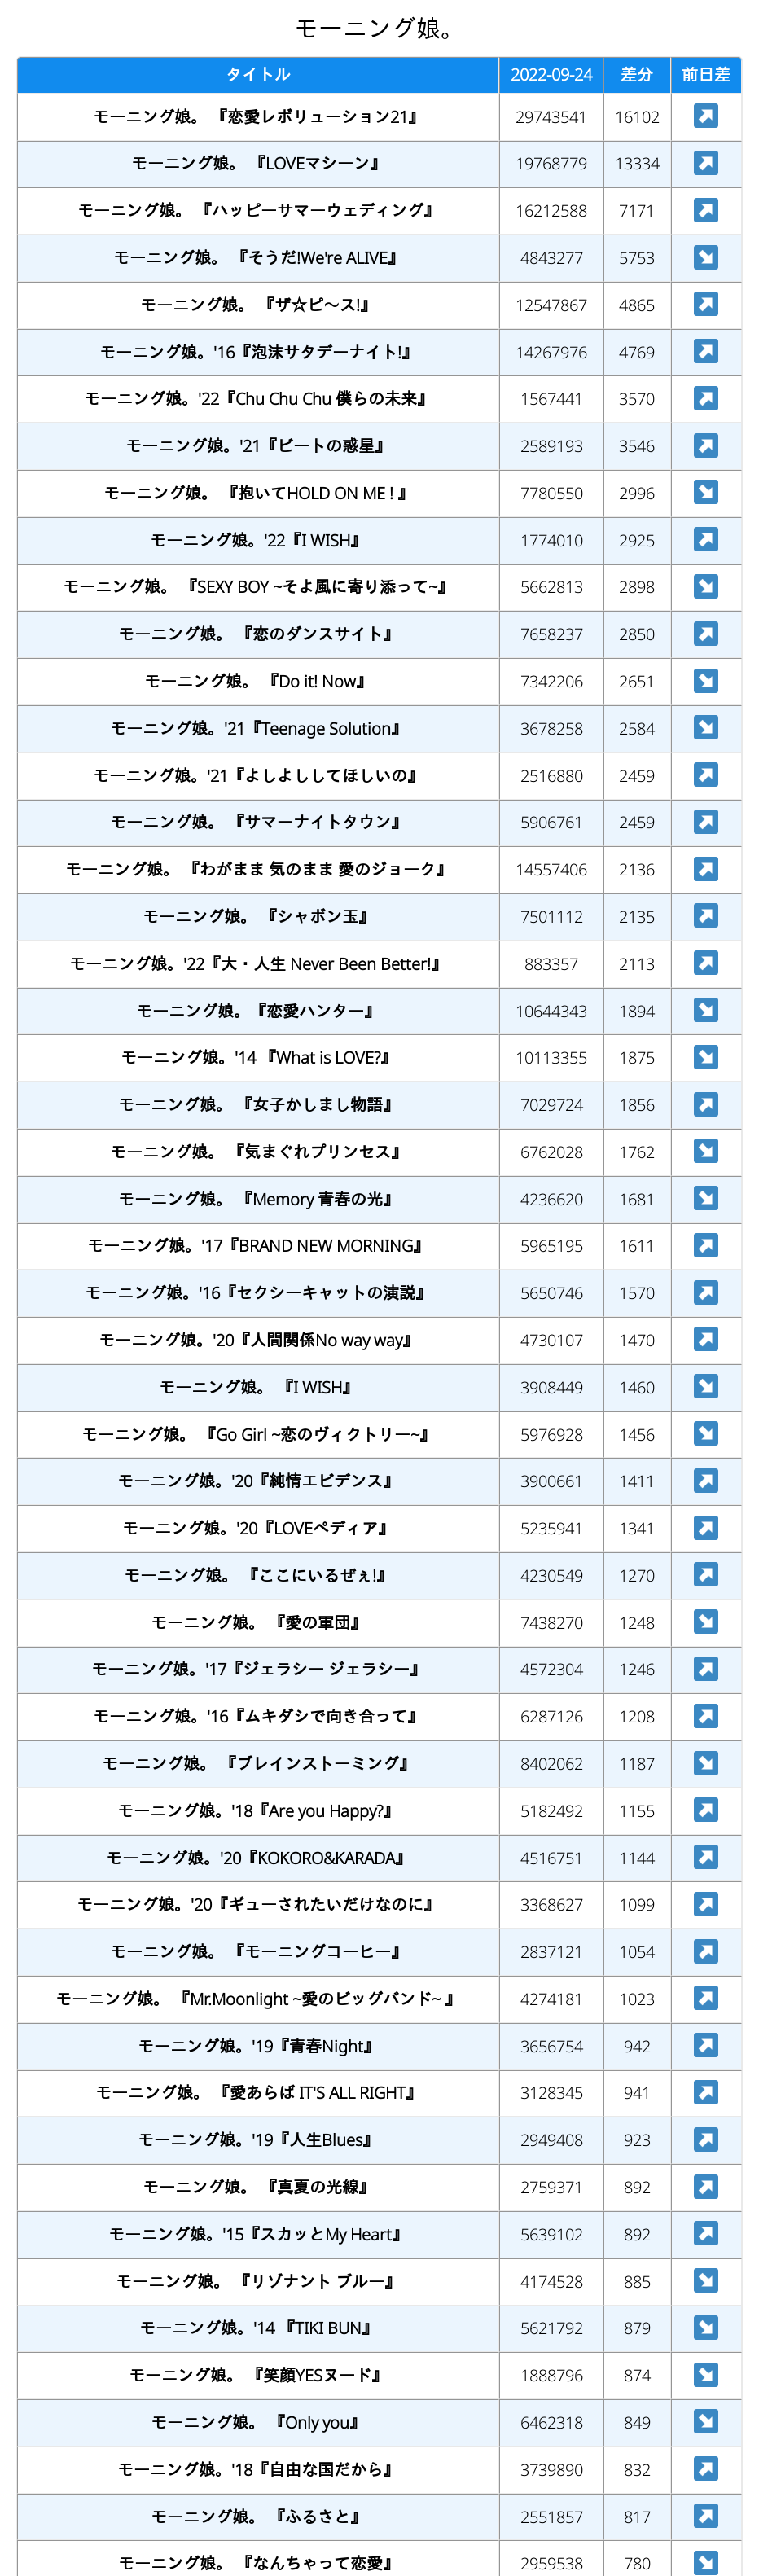 モーニング娘。
タイトル 2022-09-24 差分 前日差
モーニング娘。 『恋愛レボリューション21』 29743541 16102
モーニング娘。 『LOVEマシーン』 19768779 13334
モーニング娘。 『ハッピーサマーウェディング』 16212588 7171
モーニング娘。 『そうだ!We're ALIVE』 4843277 5753
モーニング娘。 『ザ☆ピ〜ス!』 12547867 4865
モーニング娘。'16『泡沫サタデーナイト!』 14267976 4769
モーニング娘。'22『Chu Chu Chu 僕らの未来』 1567441 3570
モーニング娘。'21『ビートの惑星』 2589193 3546
モーニング娘。 『抱いてHOLD ON ME ! 』 7780550 2996
モーニング娘。'22『I WISH』 1774010 2925
モーニング娘。 『SEXY BOY ~そよ風に寄り添って~』 5662813 2898
モーニング娘。 『恋のダンスサイト』 7658237 2850
モーニング娘。 『Do it! Now』 7342206 2651
モーニング娘。'21『Teenage Solution』 3678258 2584
モーニング娘。'21『よしよししてほしいの』 2516880 2459
モーニング娘。 『サマーナイトタウン』 5906761 2459
モーニング娘。 『わがまま 気のまま 愛のジョーク』 14557406 2136
モーニング娘。 『シャボン玉』 7501112 2135
モーニング娘。'22『大・人生 Never Been Better!』 883357 2113
モーニング娘。『恋愛ハンター』 10644343 1894
モーニング娘。'14 『What is LOVE?』 10113355 1875
モーニング娘。 『女子かしまし物語』 7029724 1856
モーニング娘。 『気まぐれプリンセス』 6762028 1762
モーニング娘。 『Memory 青春の光』 4236620 1681
モーニング娘。'17『BRAND NEW MORNING』 5965195 1611
モーニング娘。'16『セクシーキャットの演説』 5650746 1570
モーニング娘。'20『人間関係No way way』 4730107 1470
モーニング娘。 『I WISH』 3908449 1460
モーニング娘。 『Go Girl ~恋のヴィクトリー~』 5976928 1456
モーニング娘。'20『純情エビデンス』 3900661 1411
モーニング娘。'20『LOVEペディア』 5235941 1341
モーニング娘。 『ここにいるぜぇ!』 4230549 1270
モーニング娘。 『愛の軍団』 7438270 1248
モーニング娘。'17『ジェラシー ジェラシー』 4572304 1246
モーニング娘。'16『ムキダシで向き合って』 6287126 1208
モーニング娘。 『ブレインストーミング』 8402062 1187
モーニング娘。'18『Are you Happy?』 5182492 1155
モーニング娘。'20『KOKORO&KARADA』 4516751 1144
モーニング娘。'20『ギューされたいだけなのに』 3368627 1099
モーニング娘。 『モーニングコーヒー』 2837121 1054
モーニング娘。 『Mr.Moonlight ~愛のビッグバンド~ 』 4274181 1023
モーニング娘。'19『青春Night』 3656754 942
モーニング娘。 『愛あらば IT'S ALL RIGHT』 3128345 941
モーニング娘。'19『人生Blues』 2949408 923
モーニング娘。 『真夏の光線』 2759371 892
モーニング娘。'15『スカッとMy Heart』 5639102 892
モーニング娘。 『リゾナント ブルー』 4174528 885
モーニング娘。'14 『TIKI BUN』 5621792 879
モーニング娘。 『笑顔YESヌード』 1888796 874
モーニング娘。 『Only you』 6462318 849
モーニング娘。'18『自由な国だから』 3739890 832
モーニング娘。 『ふるさと』 2551857 817
モーニング娘。 『なんちゃって恋愛』 2959538 780